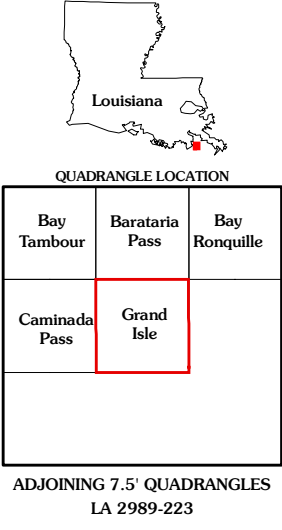 Louisiana
QUADRANGLE LOCATION
Bay
Tambour
Barataria
Pass
Bay
Ronquille
Caminada
Pass
Grand
Isle
ADJOINING 7.5' QUADRANGLES
LA 2989-223